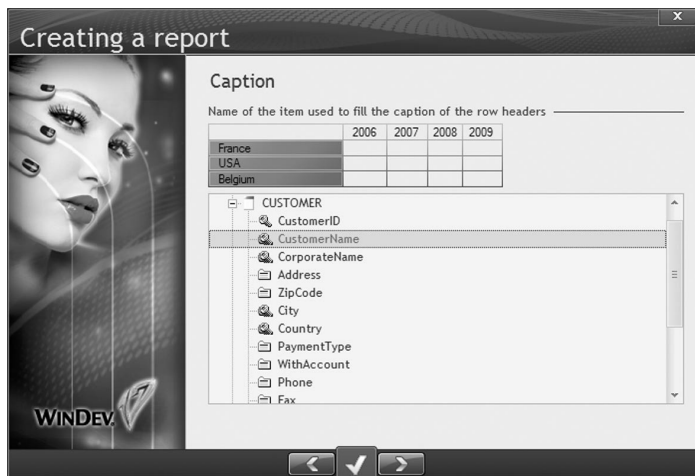 x
Creating a report
Caption
Name of the item used to fill the caption of the row headers
2006 2007 2008 2009
France
USA
Belgium
CUSTOMER
CustomerID
CustomerName
CorporateName
Address
ZipCode
City
Country
PaymentType
WithAccount
Phone
Fax
WINDEV.